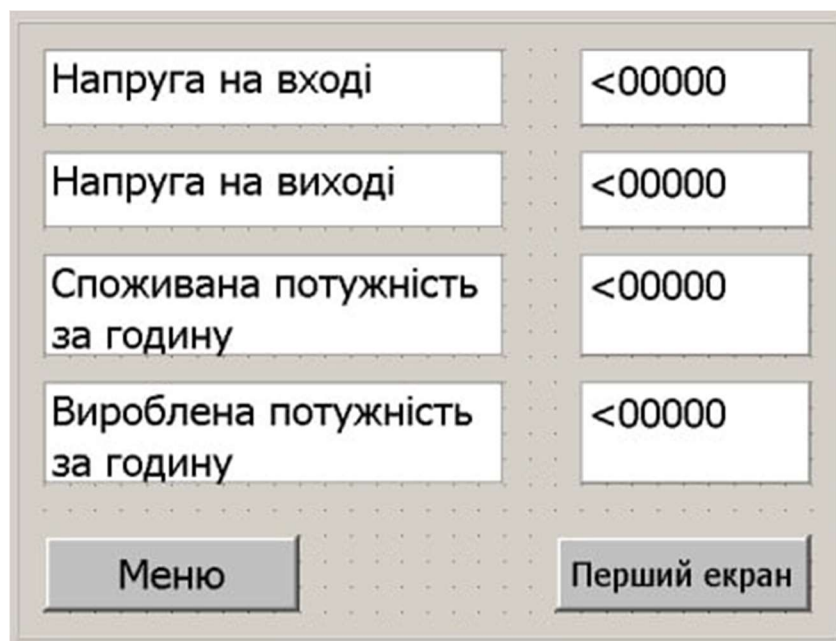 Напруга на вході <00000
Напруга на виході <00000
Споживана потужність <00000
за годину
Вироблена потужність <00000
за годину
Меню Перший екран